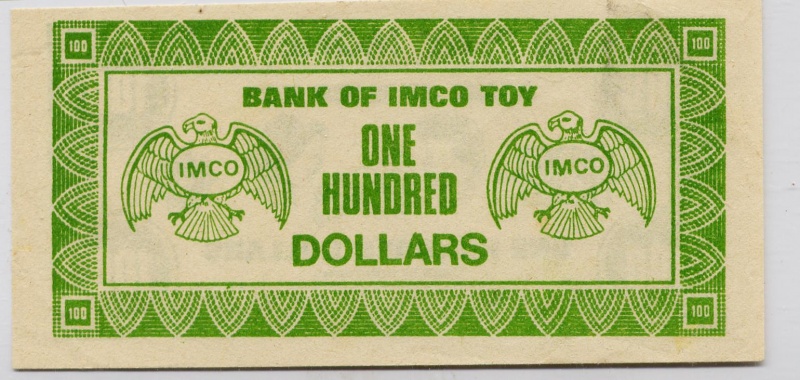 100 100
BANK OF IMCO TOY
ONE
IMCO IMCO
HUNDRED
DOLLARS
100 100